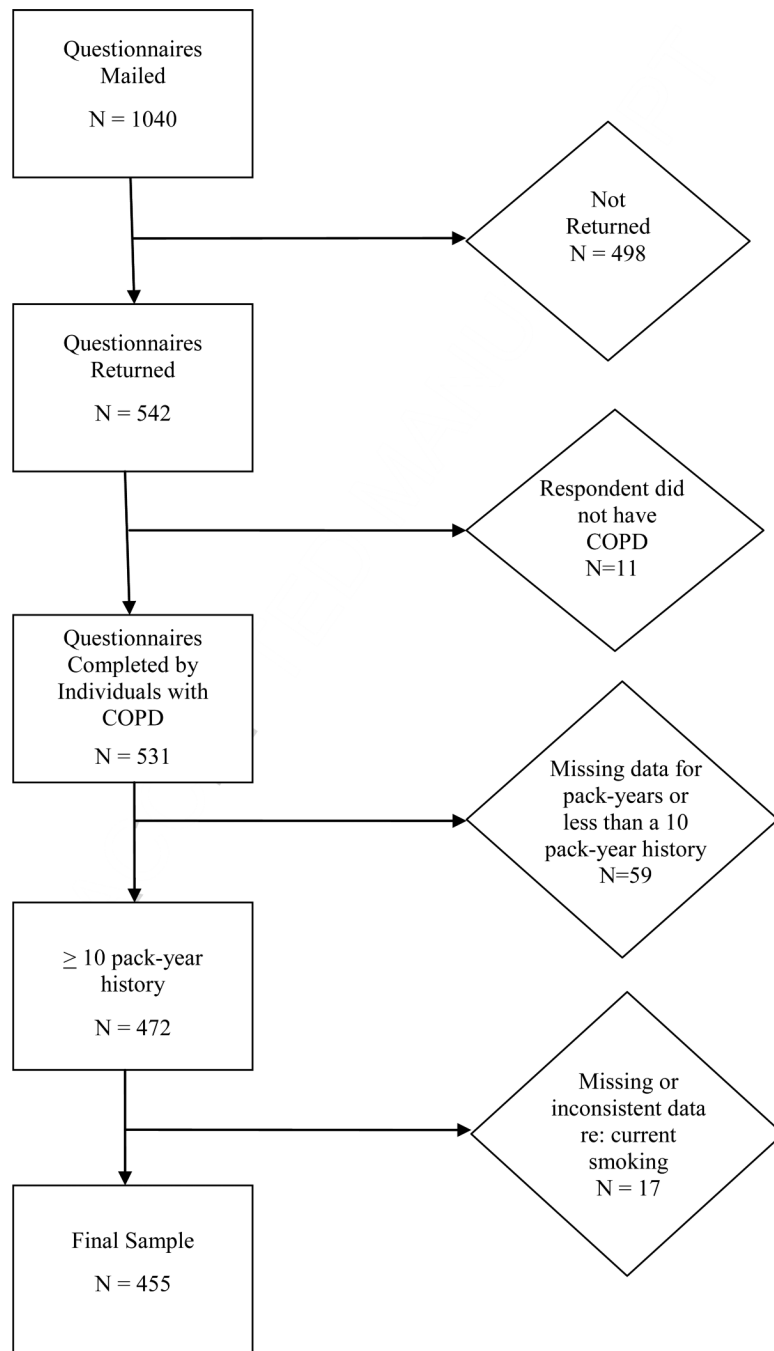 Questionnaires
Mailed
N = 1040
Not
Returned
N = 498
Questionnaires
Returned
N = 542
Respondent did
not have
COPD
N=11
Questionnaires
Completed by
Individuals with
COPD
N = 531
Missing data for
pack-years or
less than a 10
pack-year history
N=59
≥ 10 pack-year
history
N = 472
Missing or
inconsistent data
re: current
smoking
N = 17
Final Sample
N = 455